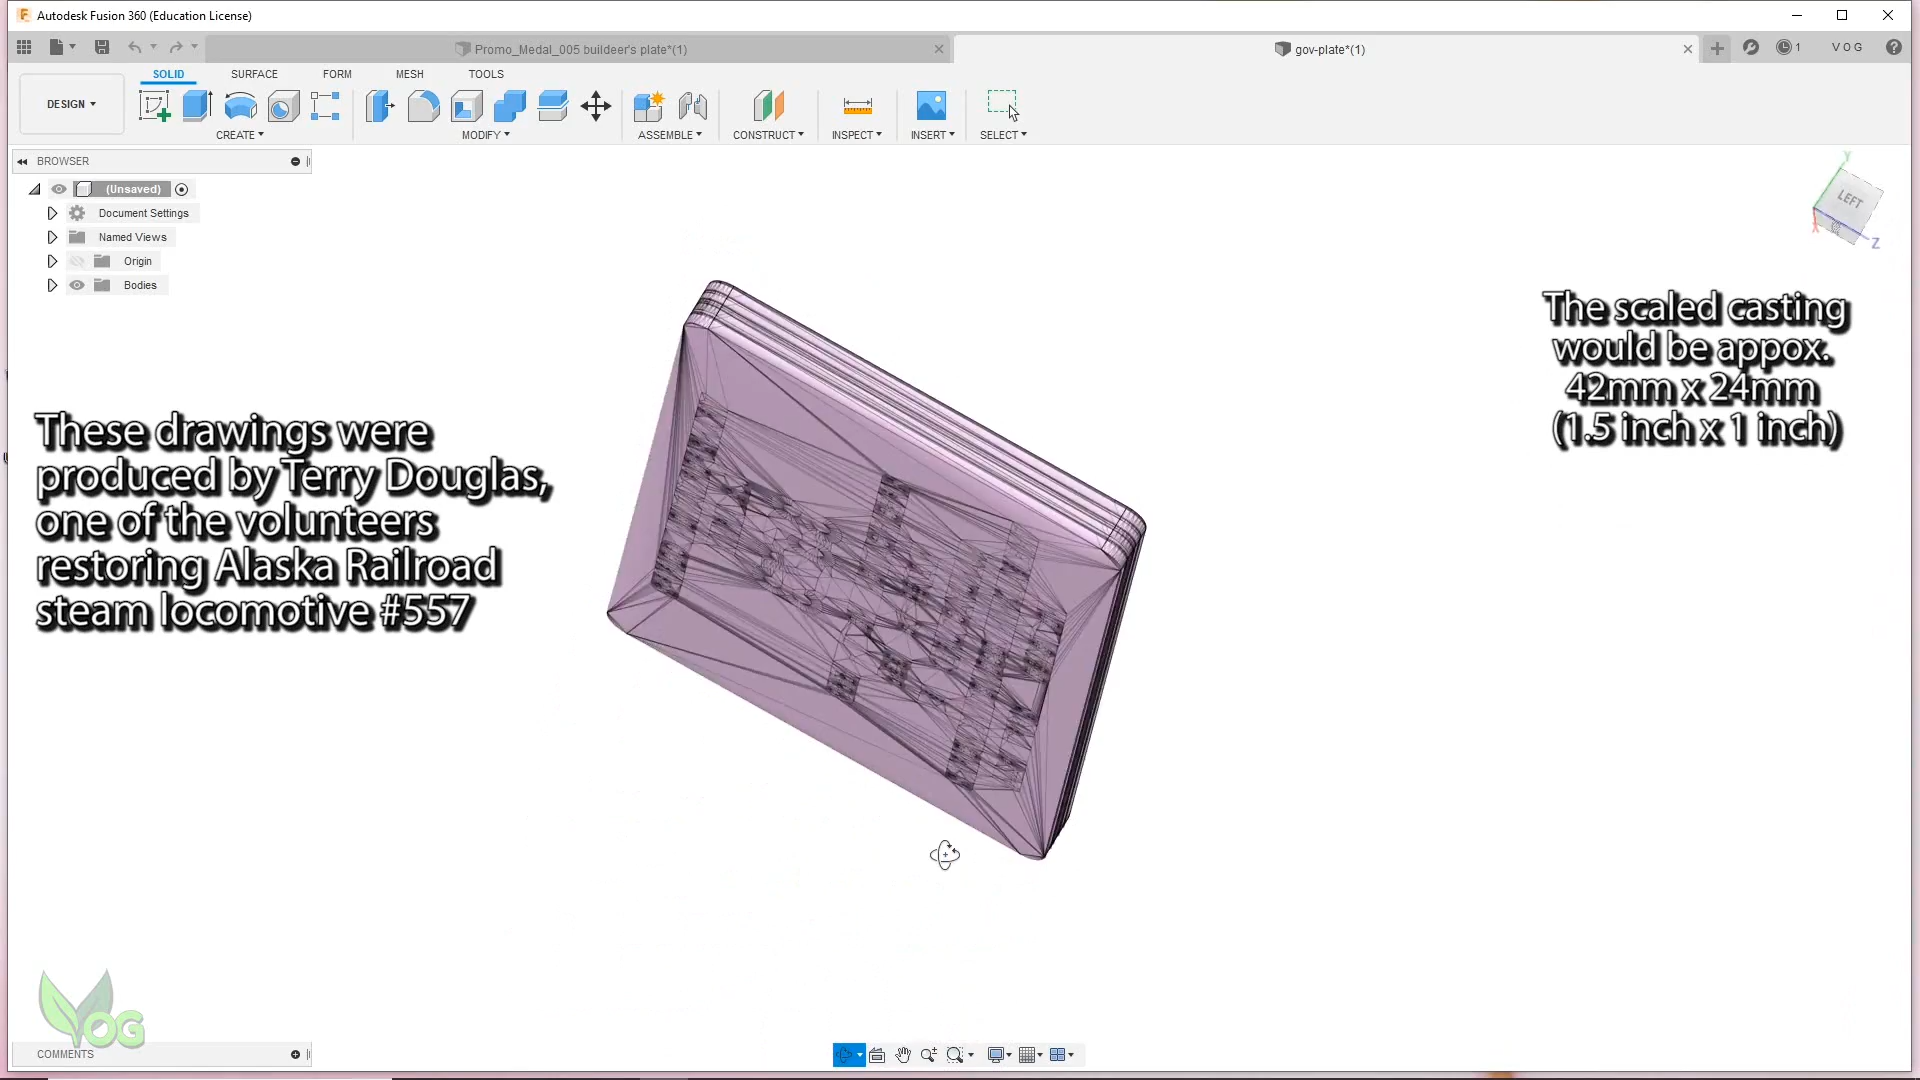 Autodesk Fusion 360 (Education License)
Promo_Medal_005 buildeer's plate*(1)
gov-plate*(1)
1
V O G
SOLID
SURFACE
FORM
MESH
TOOLS
DESIGN
CREATE
MODIFY
ASSEMBLE
CONSTRUCT
INSPECT
INSERT
SELECT
BROWSER
(Unsaved)
Document Settings
Named Views
Origin
Bodies
Y
LEFT
X
Z
The scaled casting
would be appox.
42mm x 24mm
(1.5 inch x 1 inch)
These drawings were
produced by Terry Douglas,
one of the volunteers
restoring Alaska Railroad
steam locomotive #557
VOG
COMMENTS